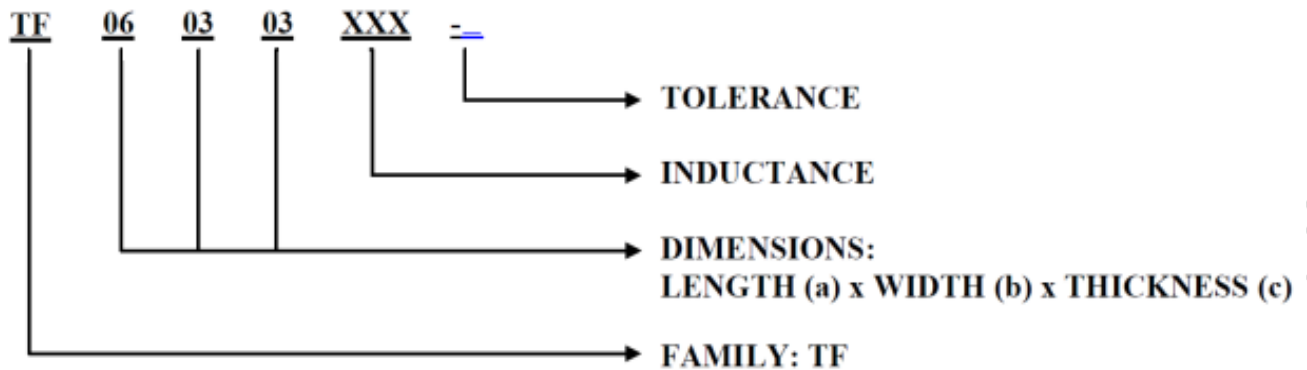 TF 06 03 03 XXX -_
TOLERANCE
INDUCTANCE
DIMENSIONS:
LENGTH (a) x WIDTH (b) x THICKNESS (c)
FAMILY: TF